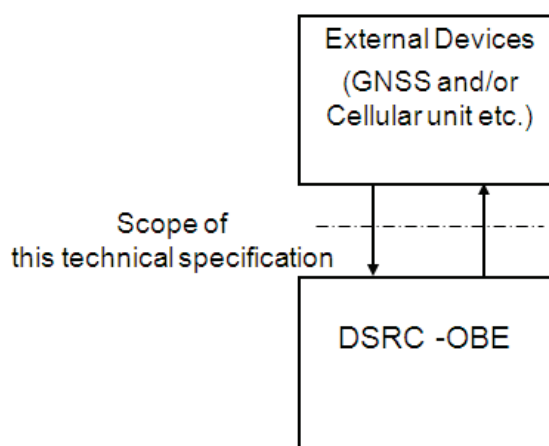 External Devices
(GNSS and/or
Cellular unit etc.)
Scope of
this technical specification
DSRC -OBE